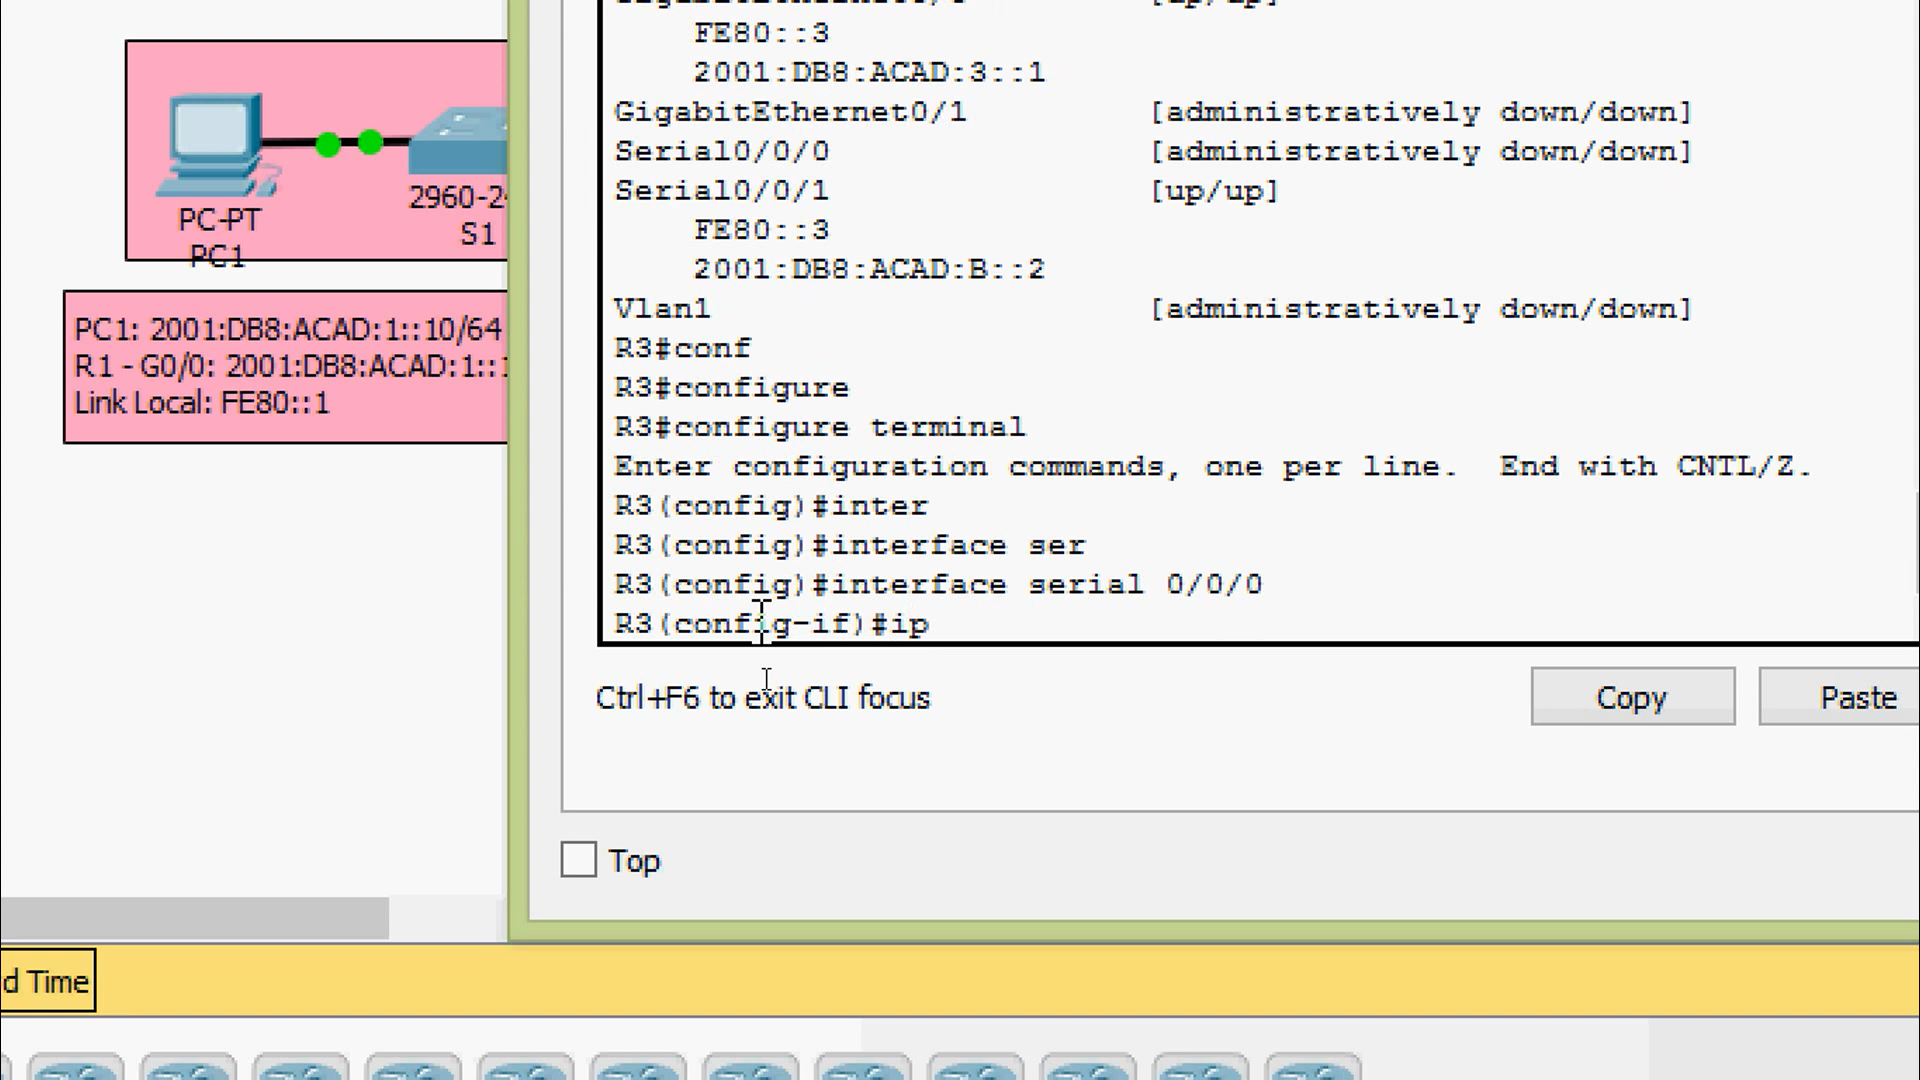 FE80::3
2001:DB8:ACAD:3::1
GigabitEthernet0/1 [administratively down/down]
Serial0/0/0 [administratively down/down]
Serial0/0/1 [up/up]
FE80::3
2001:DB8:ACAD:B::2
Vlan1 [administratively down/down]
R3#conf
R3#configure
R3#configure terminal
Enter configuration commands, one per line. End with CNTL/Z.
R3(config)#inter
R3(config)#interface ser
R3(config)#interface serial 0/0/0
R3(config-if)#ip
Ctrl+F6 to exit CLI focus
Copy
Paste
Top
PC-PT
PC1
2960-2
S1
PC1: 2001:DB8:ACAD:1::10/64
R1 - G0/0: 2001:DB8:ACAD:1::
Link Local: FE80::1
d Time